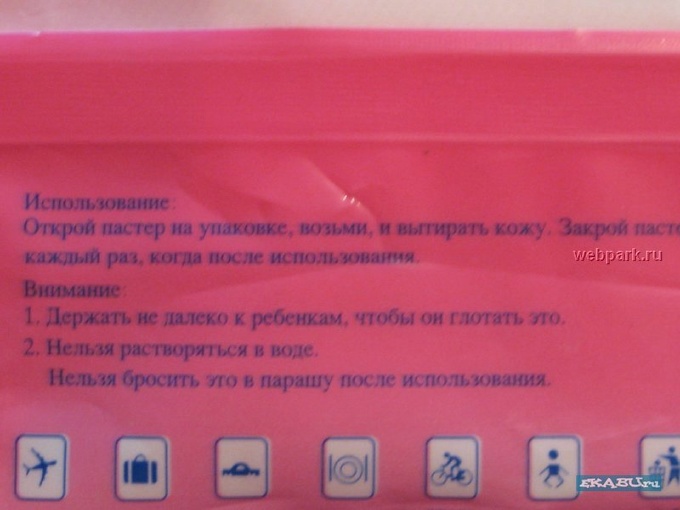 Использование:
Открой пастер на упаковке, возьми, и вытирать кожу. Закрой пасте
каждый раз, когда после использования.
webpark.ru
Внимание:
1. Держать не далеко к ребенкам, чтобы он глотать это.
2. Нельзя растворяться в воде.
Нельзя бросить это в парашу после использования.
EKABU.ru